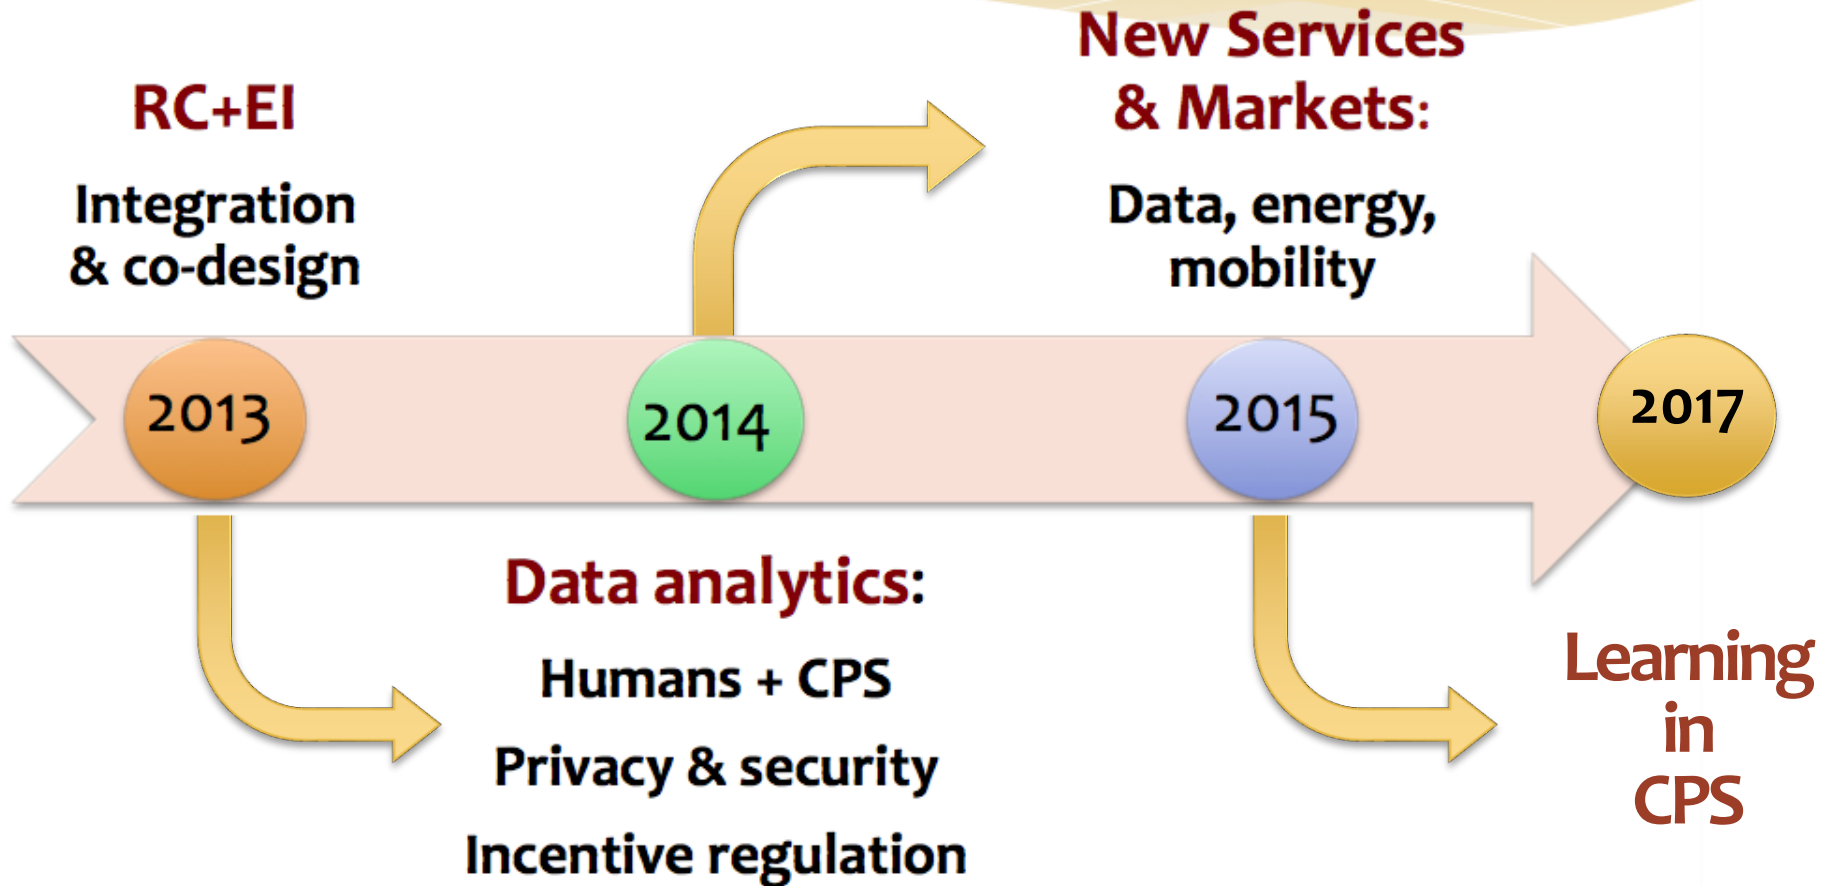 RC+EI
Integration
& co-design
2013
2014
Data analytics:
Humans + CPS
Privacy & security
Incentive regulation
New Services
& Markets:
Data, energy,
mobility
2015
2017
Learning
in
CPS